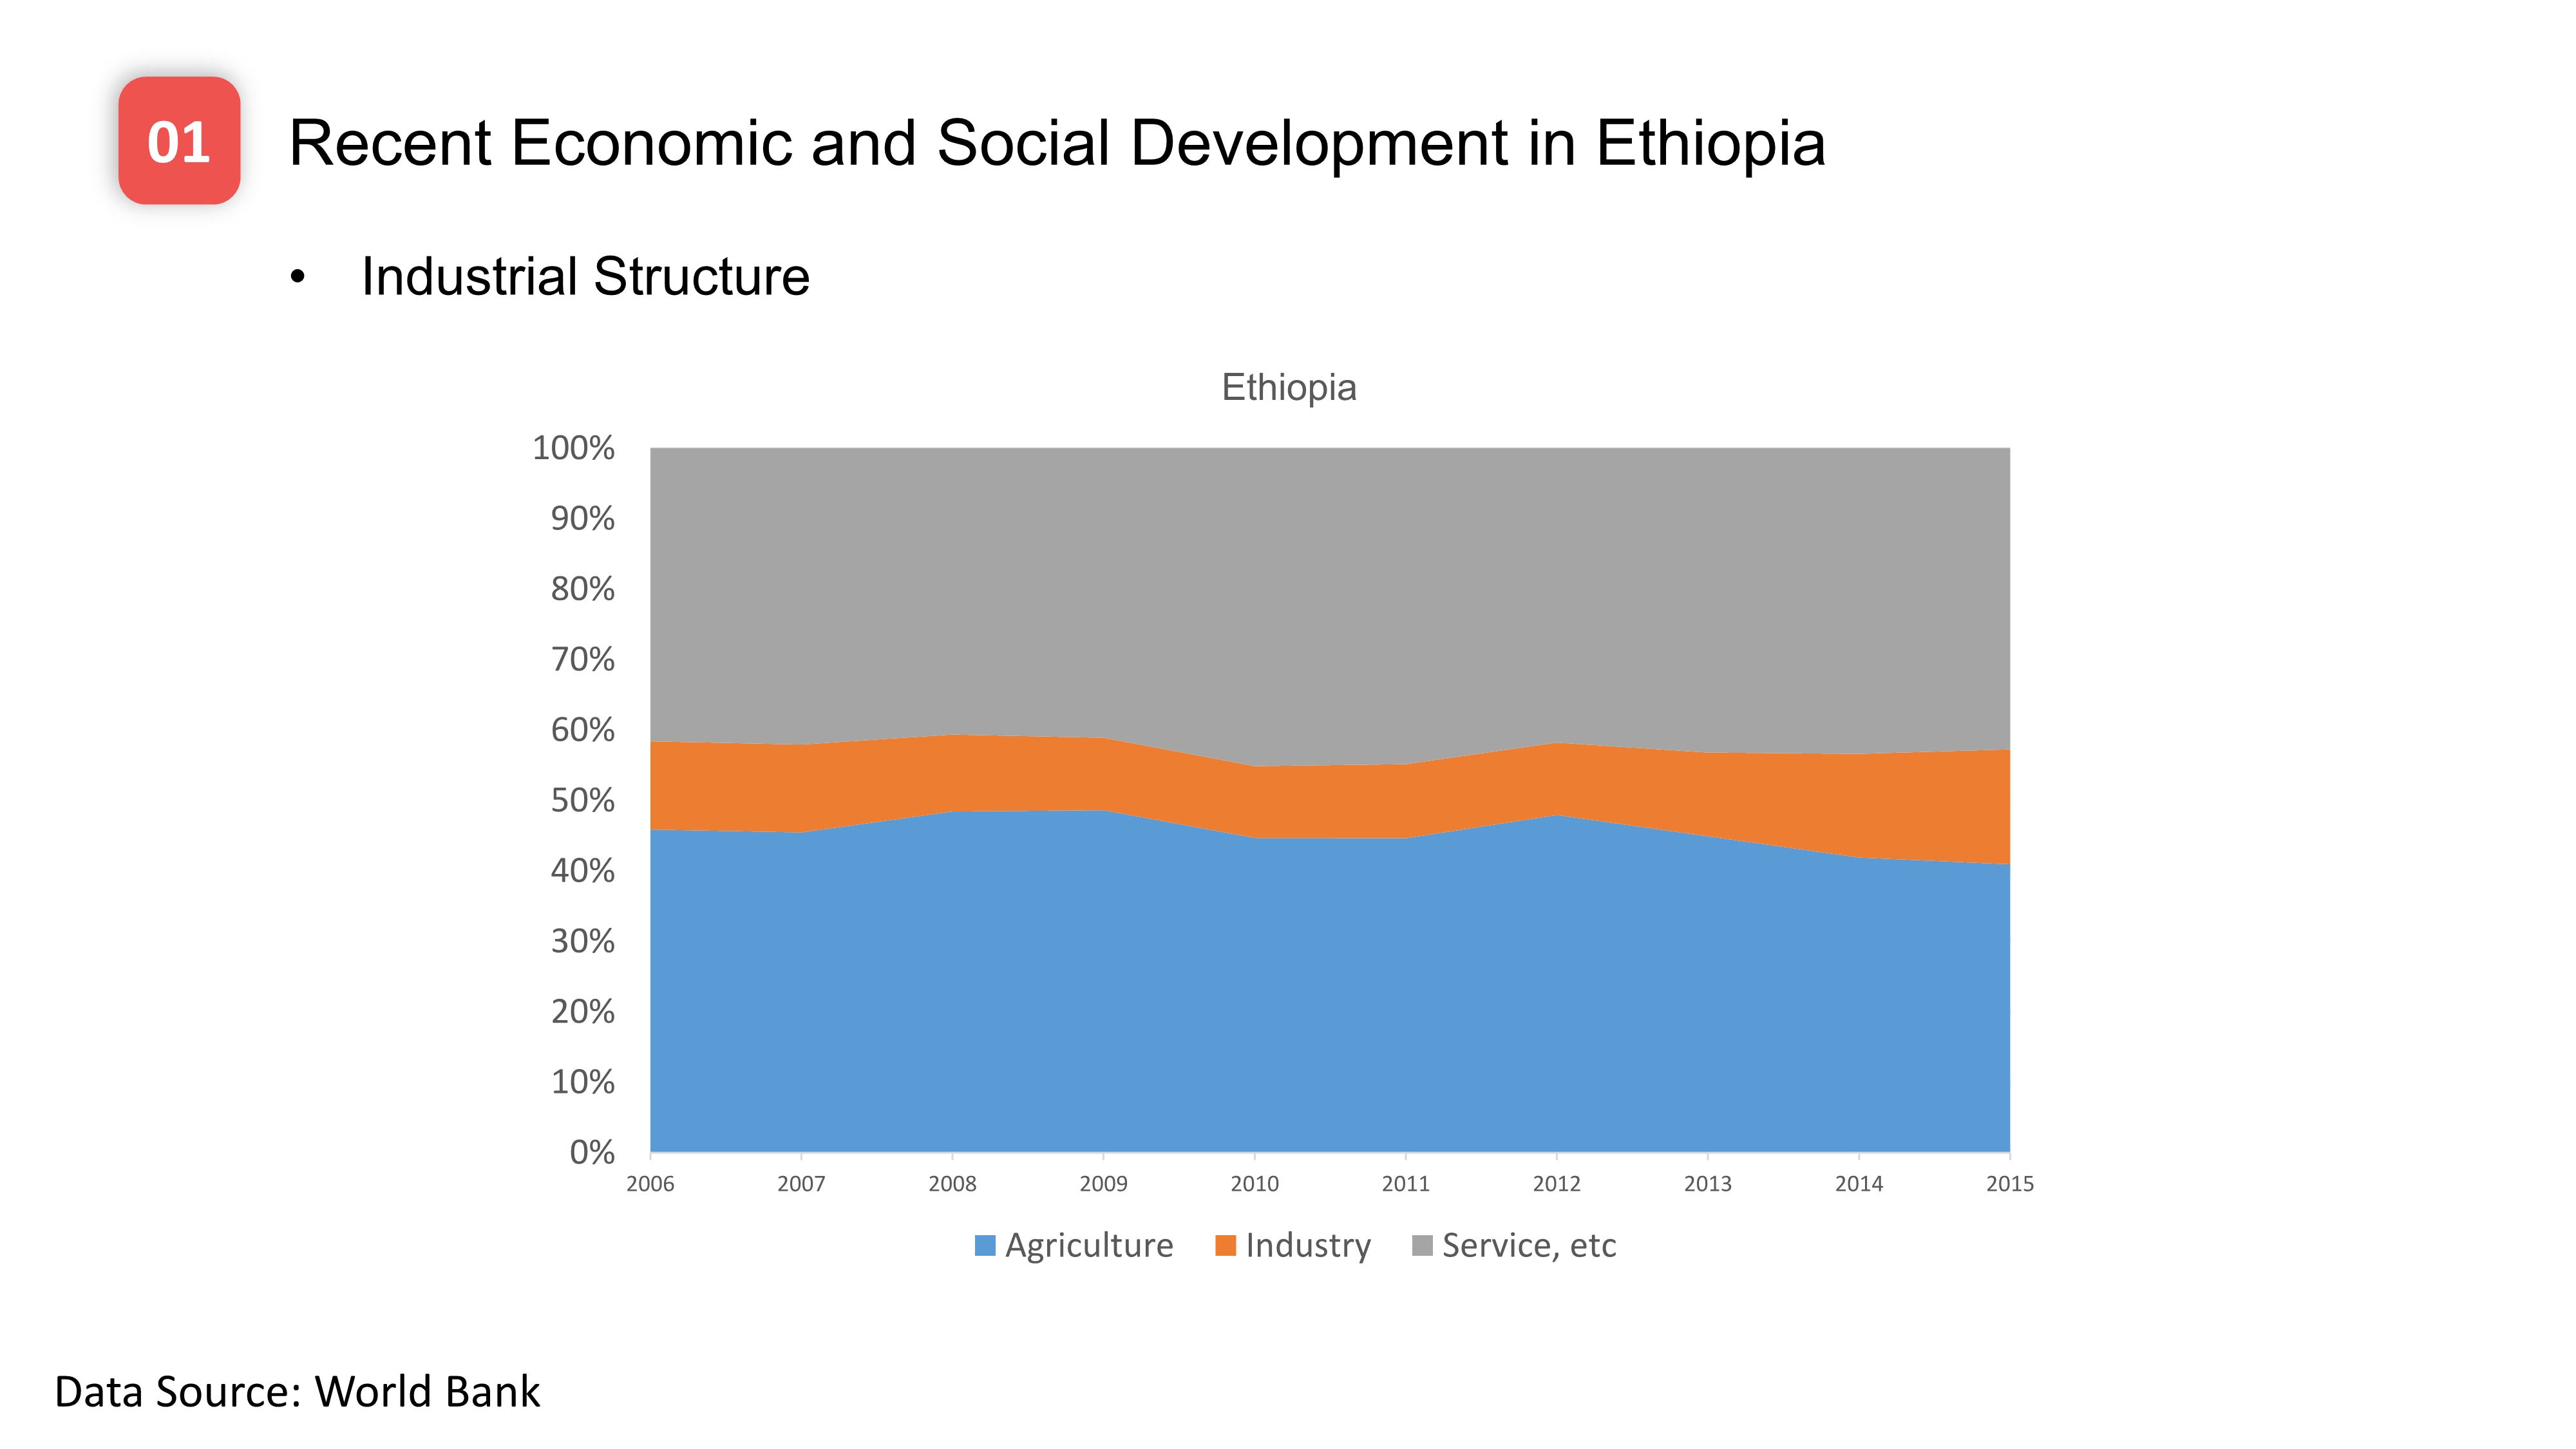 01
Recent Economic and Social Development in Ethiopia
• Industrial Structure
Ethiopia
100%
90%
80%
70%
60%
50%
40%
30%
20%
10%
0%
2006 2007 2008 2009 2010 2011 2012 2013 2014 2015
Agriculture Industry Service, etc
Data Source: World Bank